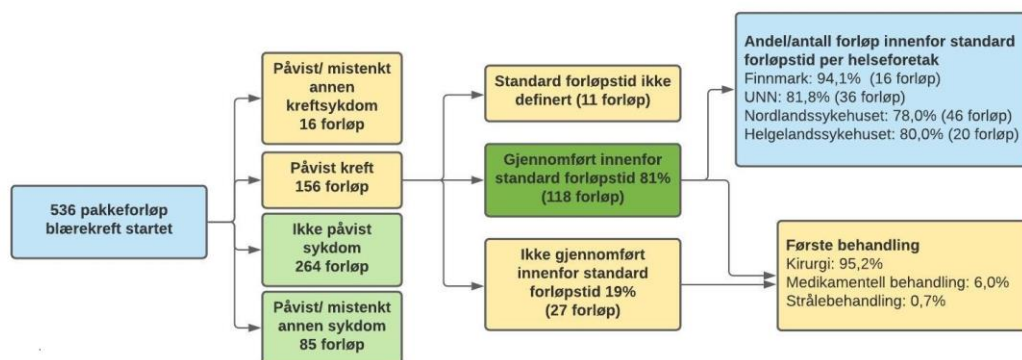 536 pakkeforløp
blærekreft startet
Påvist/ mistenkt
annen
kreftsykdom
16 forløp
Påvist kreft
156 forløp
Ikke påvist
sykdom
264 forløp
Påvist/ mistenkt
annen sykdom
85 forløp
Standard forløpstid ikke
definert (11 forløp)
Gjennomført innenfor
standard forløpstid 81%
(118 forløp)
Ikke gjennomført
innenfor standard
forløpstid 19%
(27 forløp)
Andel/antall forløp innenfor standard
forløpstid per helseforetak
Finnmark: 94,1% (16 forløp)
UNN: 81,8% (36 forløp)
Nordlandssykehuset: 78,0% (46 forløp)
Helgelandssykehuset: 80,0% (20 forløp)
Første behandling
Kirurgi: 95,2%
Medikamentell behandling: 6,0%
Strålebehandling: 0,7%